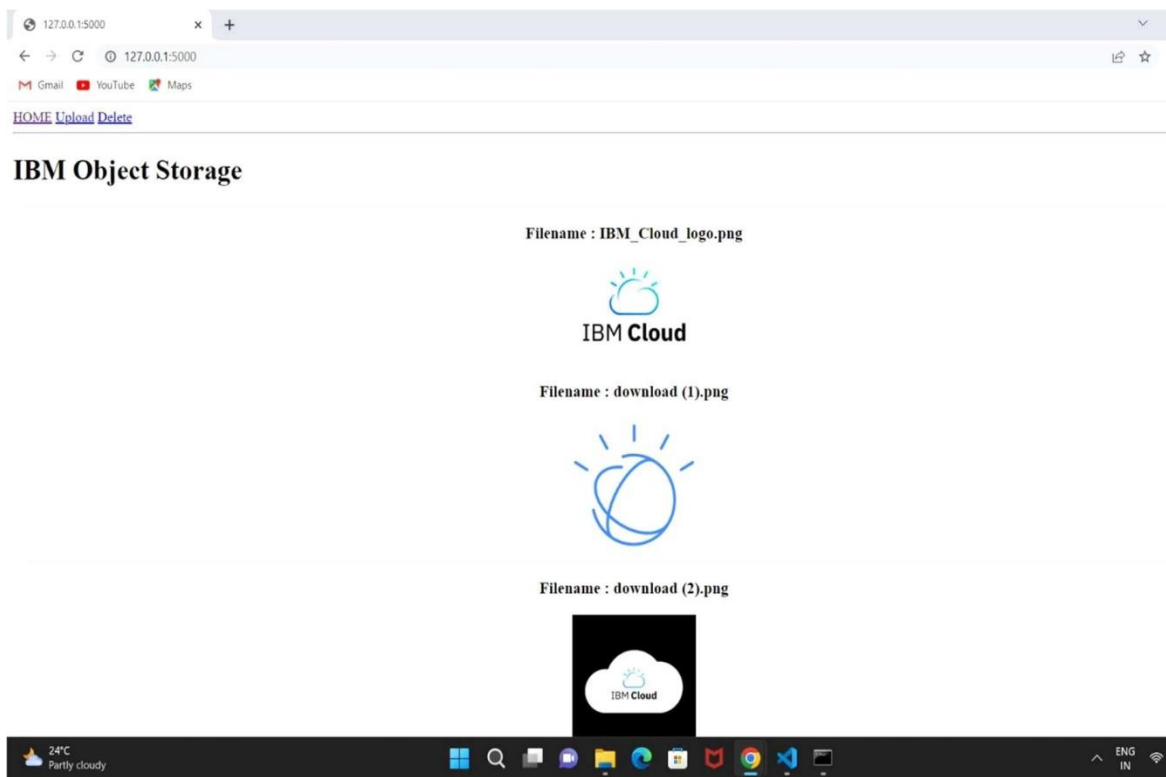 127.0.0.1:5000
127.0.0.1:5000
Gmail YouTube Maps
HOME Upload Delete
IBM Object Storage
Filename : IBM_Cloud_logo.png
IBM Cloud
Filename : download (1).png
Filename : download (2).png
IBM Cloud
24°C
Partly cloudy
ENG
IN